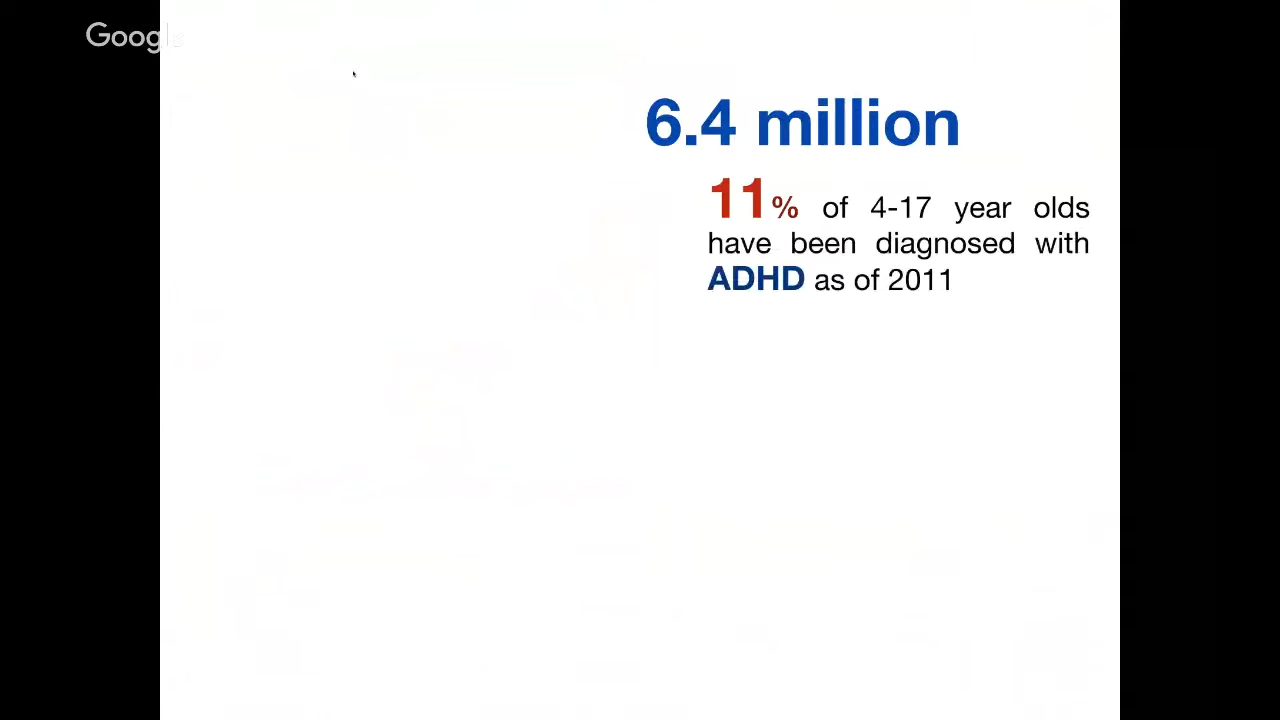 Google
6.4 million
11% of 4-17 year olds
have been diagnosed with
ADHD as of 2011